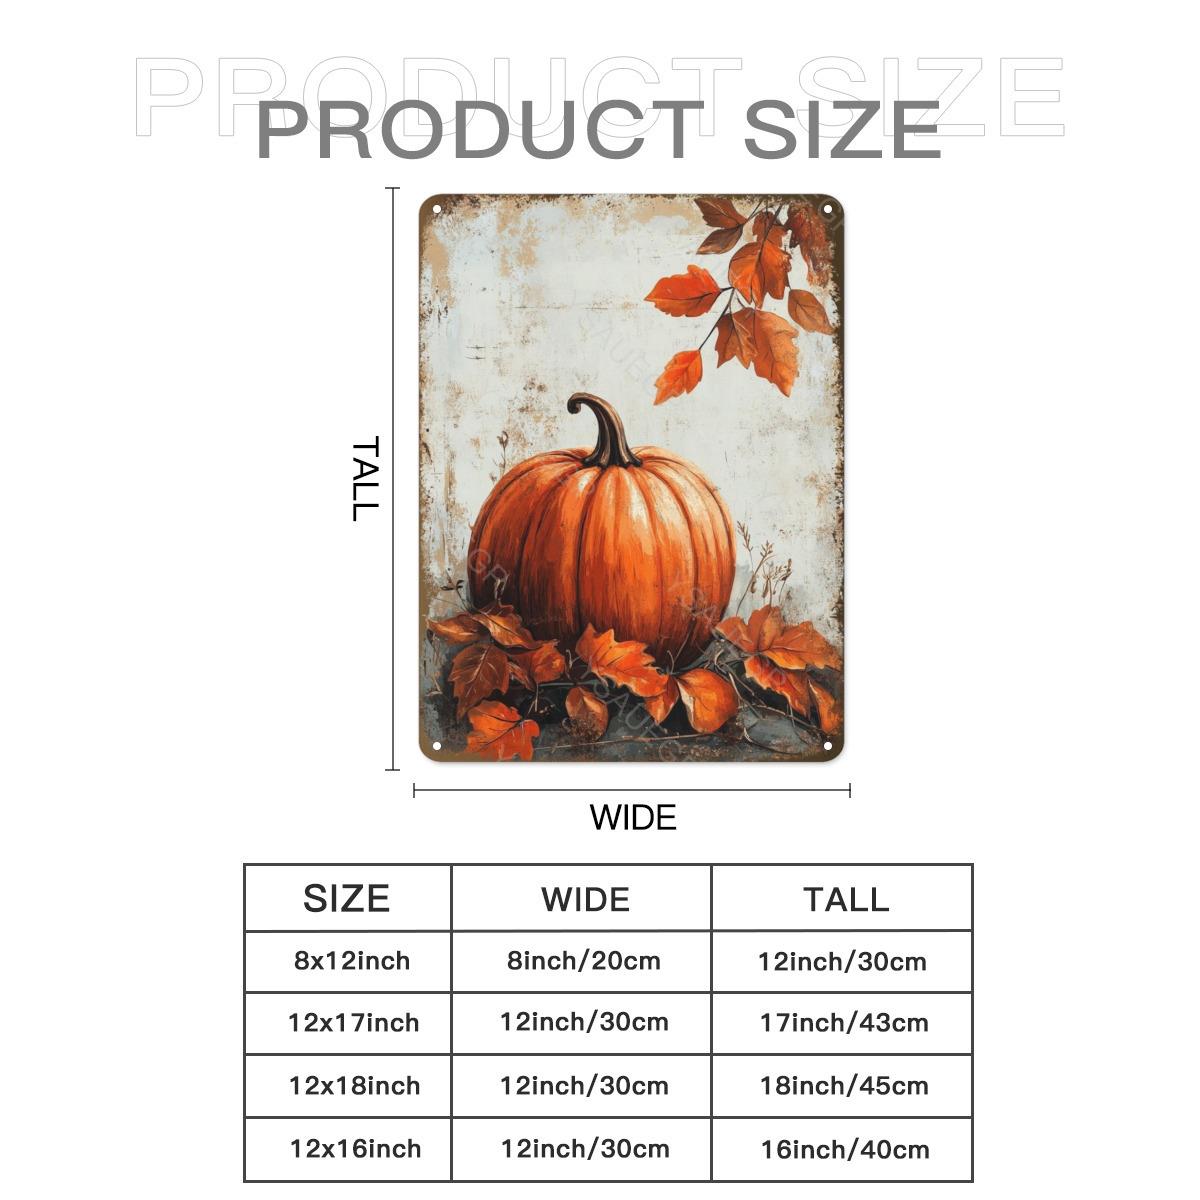 PRODUCT SIZE
PRODUCT SIZE
TALL
WIDE
SIZE WIDE TALL
8x12inch 8inch/20cm 12inch/30cm
12x17inch 12inch/30cm 17inch/43cm
12x18inch 12inch/30cm 18inch/45cm
12x16inch 12inch/30cm 16inch/40cm